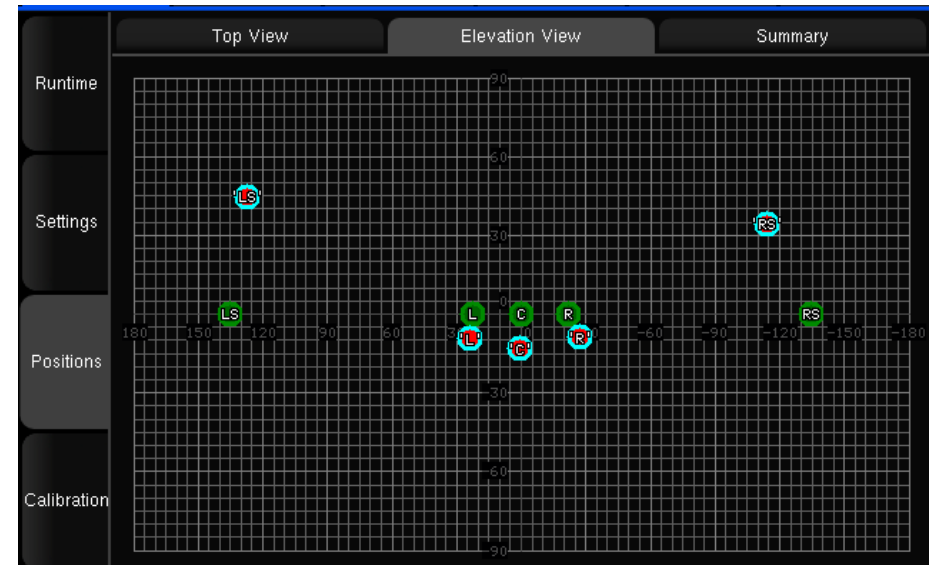 Top View
Elevation View
Summary
Runtime
Settings
Positions
Calibration
90
60
'LS'
'RS'
30
0
LS
L
C
R
RS
180
150
120
90
60
-60
-90
-120
-150
-180
'L'
'C'
'R'
-30
-60
-90